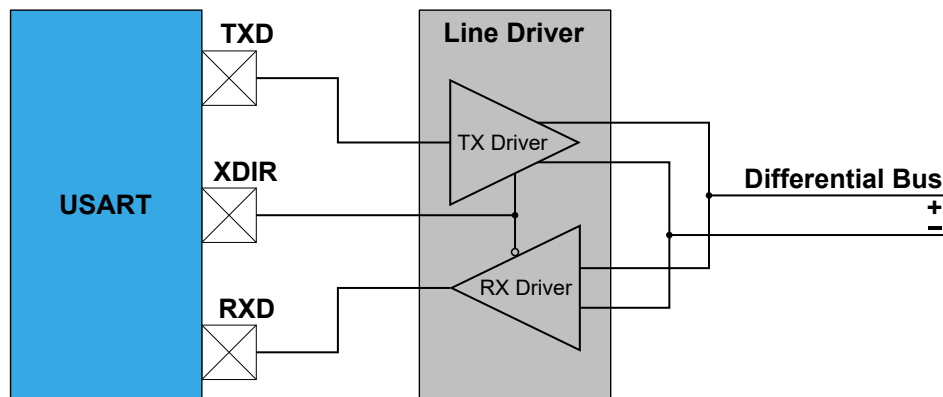 TXD
Line Driver
TX Driver
XDIR
USART
Differential Bus
+
−
RX Driver
RXD